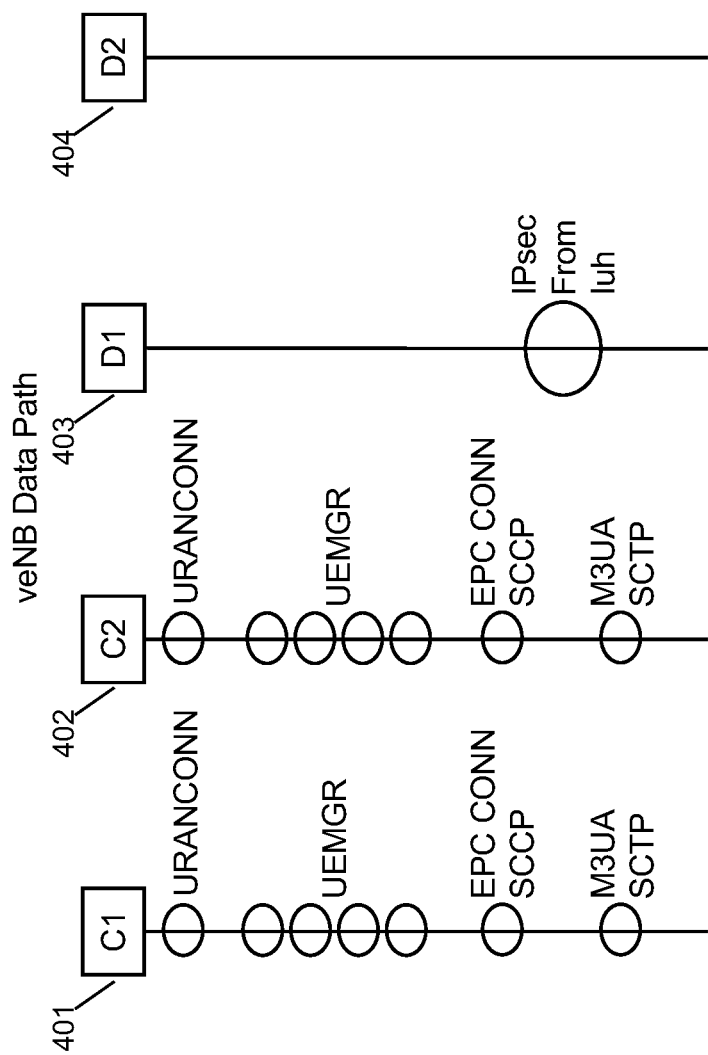 veNB Data Path
401
C1
URANCONN
UEMGR
EPC CONN
SCCP
M3UA
SCTP
402
C2
URANCONN
UEMGR
EPC CONN
SCCP
M3UA
SCTP
403
D1
IPsec
From
Iuh
404
D2